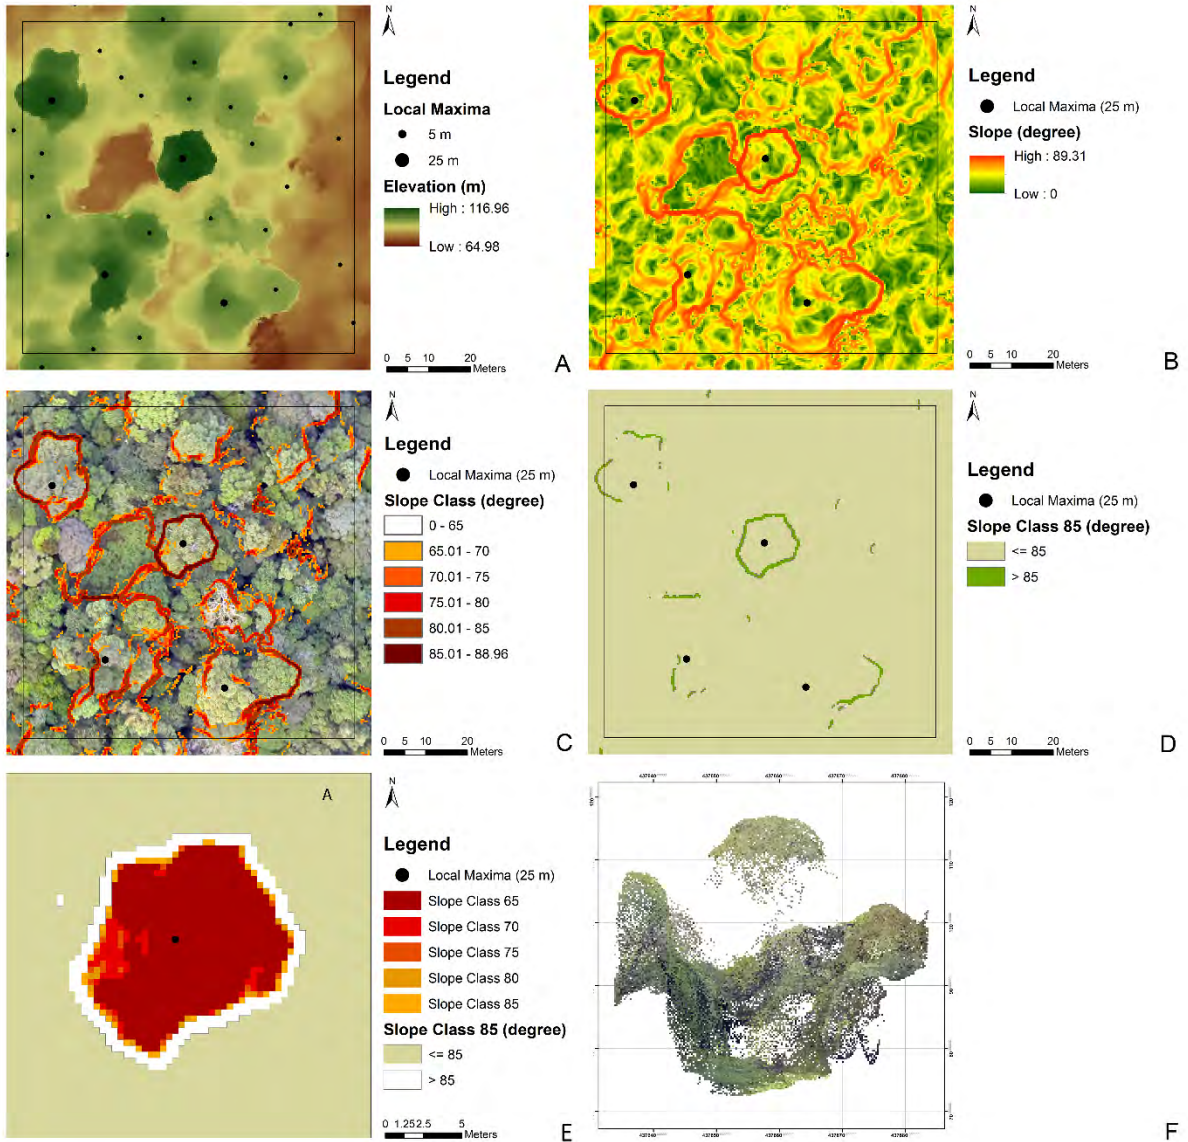 N
Legend
Local Maxima
5 m
25 m
Elevation (m)
High : 116.96
Low : 64.98
0 5 10 20
Meters
A
N
Legend
Local Maxima (25 m)
Slope (degree)
High : 89.31
Low : 0
0 5 10 20
Meters
B
N
Legend
Local Maxima (25 m)
Slope Class (degree)
0 - 65
65.01 - 70
70.01 - 75
75.01 - 80
80.01 - 85
85.01 - 88.96
0 5 10 20
Meters
C
N
Legend
Local Maxima (25 m)
Slope Class 85 (degree)
<= 85
> 85
0 5 10 20
Meters
D
A
N
Legend
Local Maxima (25 m)
Slope Class 65
Slope Class 70
Slope Class 75
Slope Class 80
Slope Class 85
Slope Class 85 (degree)
<= 85
> 85
0 1.25 2.5 5
Meters
E
F